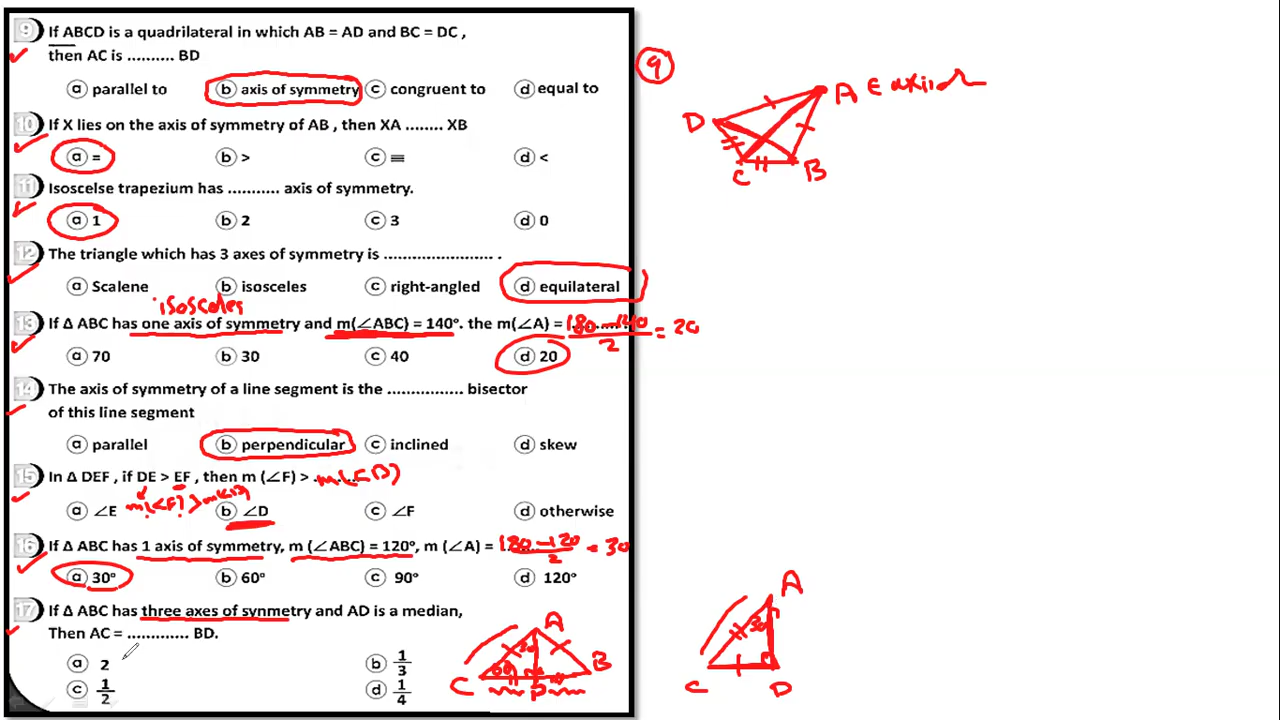 9 If ABCD is a quadrilateral in which AB = AD and BC = DC ,
then AC is .......... BD
a parallel to b axis of symmetry c congruent to d equal to
10 If X lies on the axis of symmetry of AB , then XA ........ XB
a = b > c ≡ d <
11 Isoscelse trapezium has ........... axis of symmetry.
a 1 b 2 c 3 d 0
12 The triangle which has 3 axes of symmetry is ....................... .
a Scalene b isosceles c right-angled d equilateral
isosceles
13 If Δ ABC has one axis of symmetry and m(∠ABC) = 140°. the m(∠A) = 180 - 140 / 2 = 20
a 70 b 30 c 40 d 20
14 The axis of symmetry of a line segment is the ................ bisector
of this line segment
a parallel b perpendicular c inclined d skew
15 In Δ DEF , if DE > EF , then m (∠F) > m(∠D)
m(∠F) > m(∠D)
a ∠E b ∠D c ∠F d otherwise
16 If Δ ABC has 1 axis of symmetry, m (∠ABC) = 120°, m (∠A) = 180 - 120 / 2 = 30
a 30° b 60° c 90° d 120°
17 If Δ ABC has three axes of synmetry and AD is a median,
Then AC = ............. BD.
a 2 b 1/3
c 1/2 d 1/4
A
30
60
C D B
9
A ∈ axis
D
C B
A
30
C D